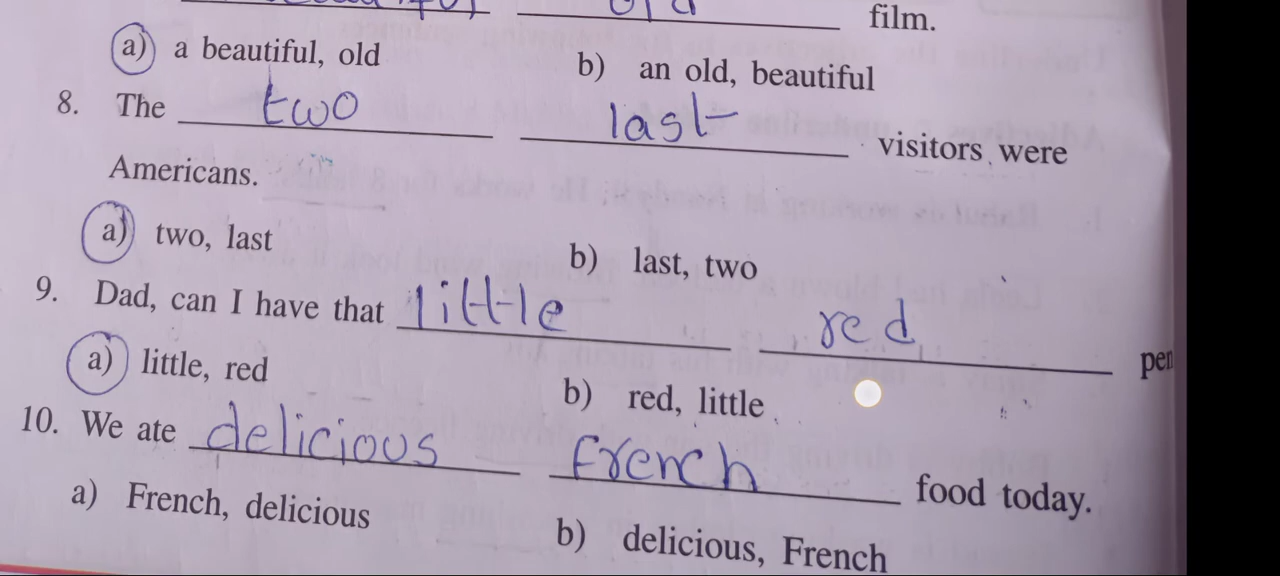 old film.
a) a beautiful, old b) an old, beautiful
8. The two last visitors were
Americans.
a) two, last b) last, two
9. Dad, can I have that little red
a) little, red b) red, little
10. We ate delicious french food today.
a) French, delicious b) delicious, French